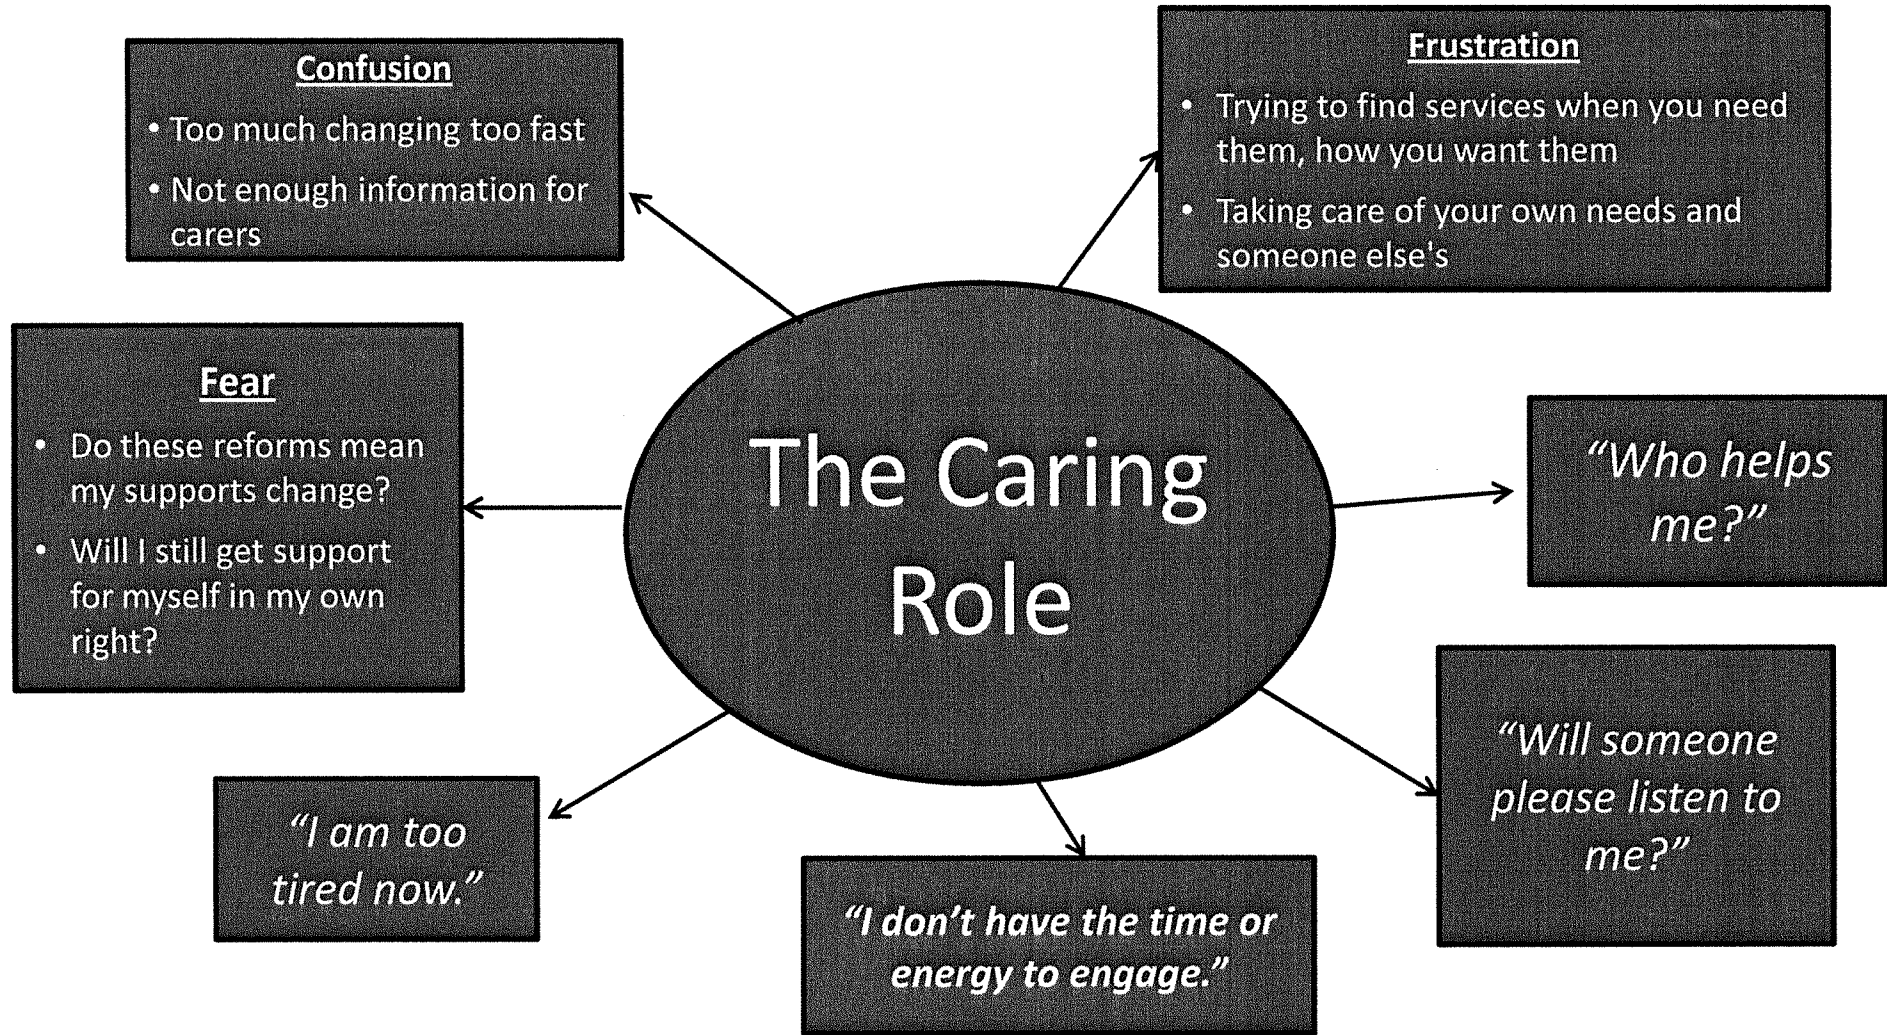 Confusion
• Too much changing too fast
• Not enough information for
carers
Frustration
• Trying to find services when you need
them, how you want them
• Taking care of your own needs and
someone else's
Fear
• Do these reforms mean
my supports change?
• Will I still get support
for myself in my own
right?
The Caring
Role
“Who helps
me?”
“Will someone
please listen to
me?”
“I am too
tired now.”
“I don’t have the time or
energy to engage.”